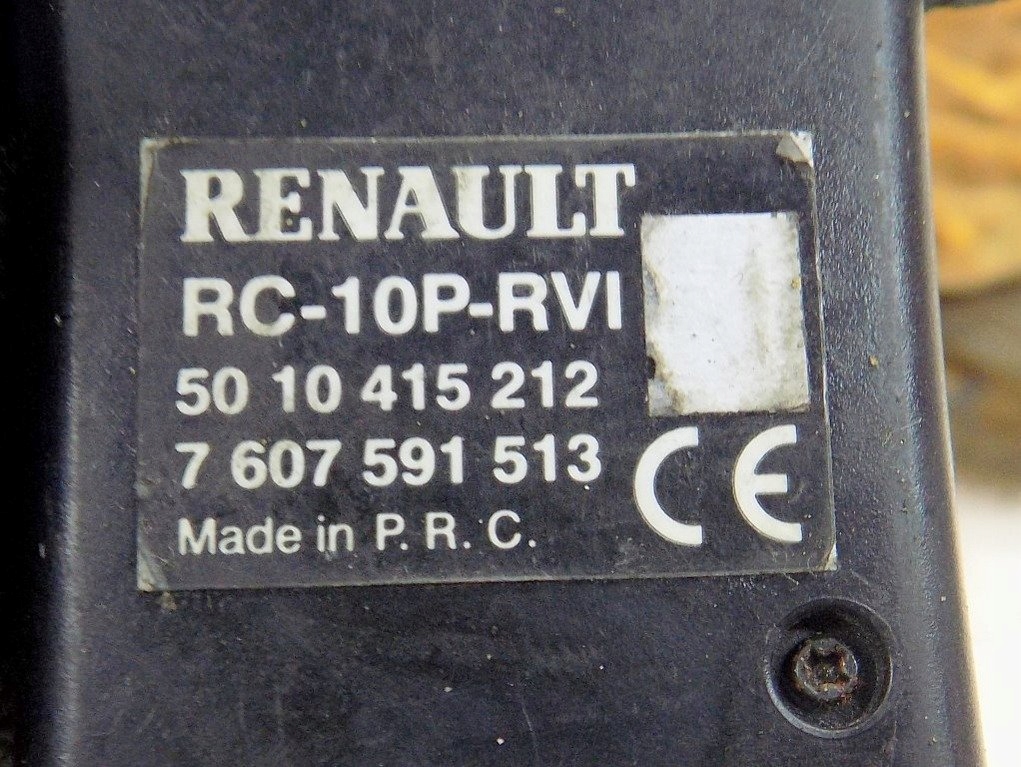 RENAULT
RC-10P-RVI
50 10 415 212
7 607 591 513
Made in P. R. C.
CE